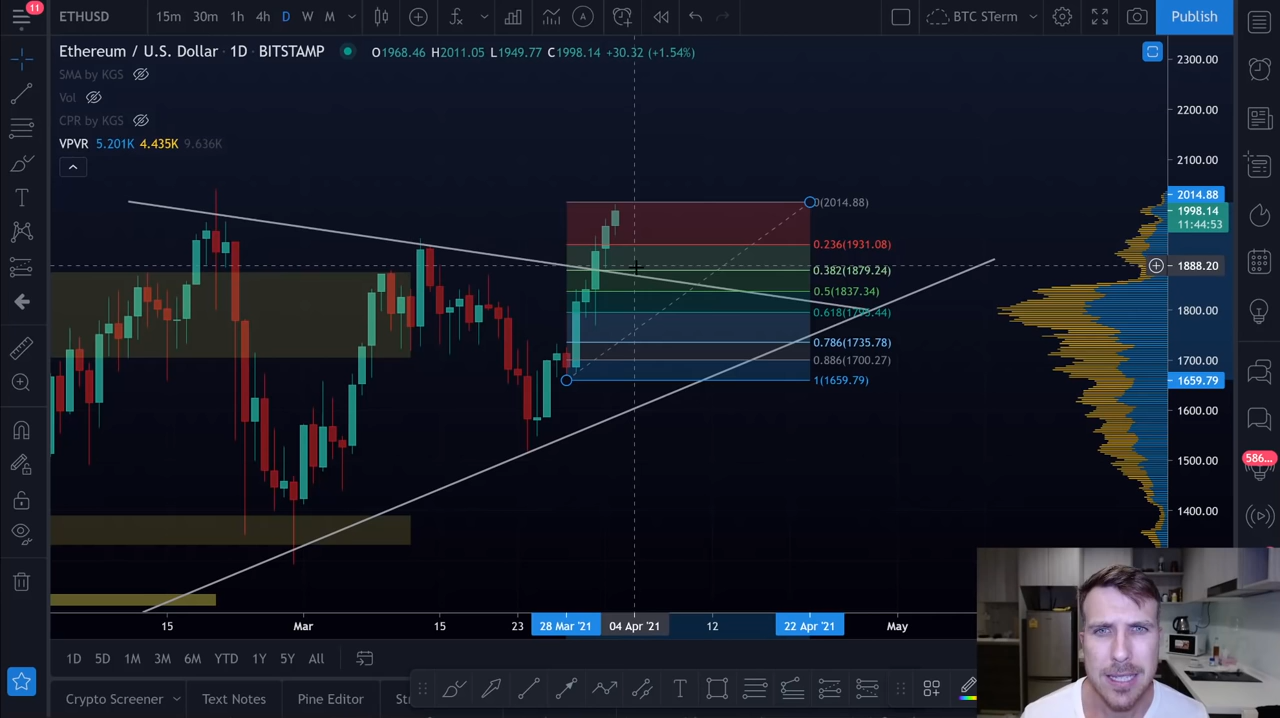 11
ETHUSD 15m 30m 1h 4h D W M BTC STerm Publish
Ethereum / U.S. Dollar · 1D · BITSTAMP O1968.46 H2011.05 L1949.77 C1998.14 +30.32 (+1.54%)
SMA by KGS
Vol
CPR by KGS
VPVR 5.201K 4.435K 9.636K
2300.00
2200.00
2100.00
2014.88
1998.14
11:44:53
1888.20
1800.00
1700.00
1659.79
1600.00
1500.00
1400.00
0(2014.88)
0.236(1931.08)
0.382(1879.24)
0.5(1837.34)
0.786(1735.78)
0.886(1700.27)
1(1659.79)
586...
15 Mar 15 23 28 Mar '21 04 Apr '21 12 22 Apr '21 May
1D 5D 1M 3M 6M YTD 1Y 5Y All
Crypto Screener Text Notes Pine Editor